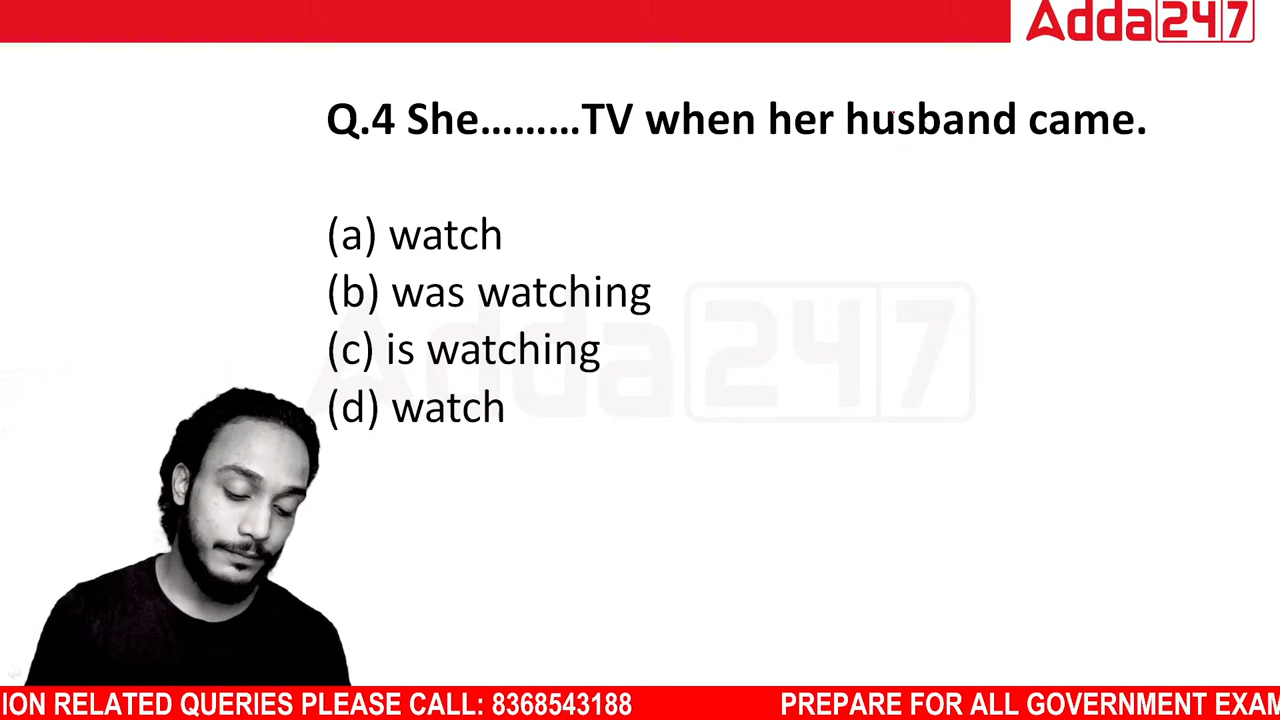 Adda247
Q.4 She.........TV when her husband came.
(a) watch
(b) was watching
(c) is watching
(d) watch
Adda247
ION RELATED QUERIES PLEASE CALL: 8368543188 PREPARE FOR ALL GOVERNMENT EXAM